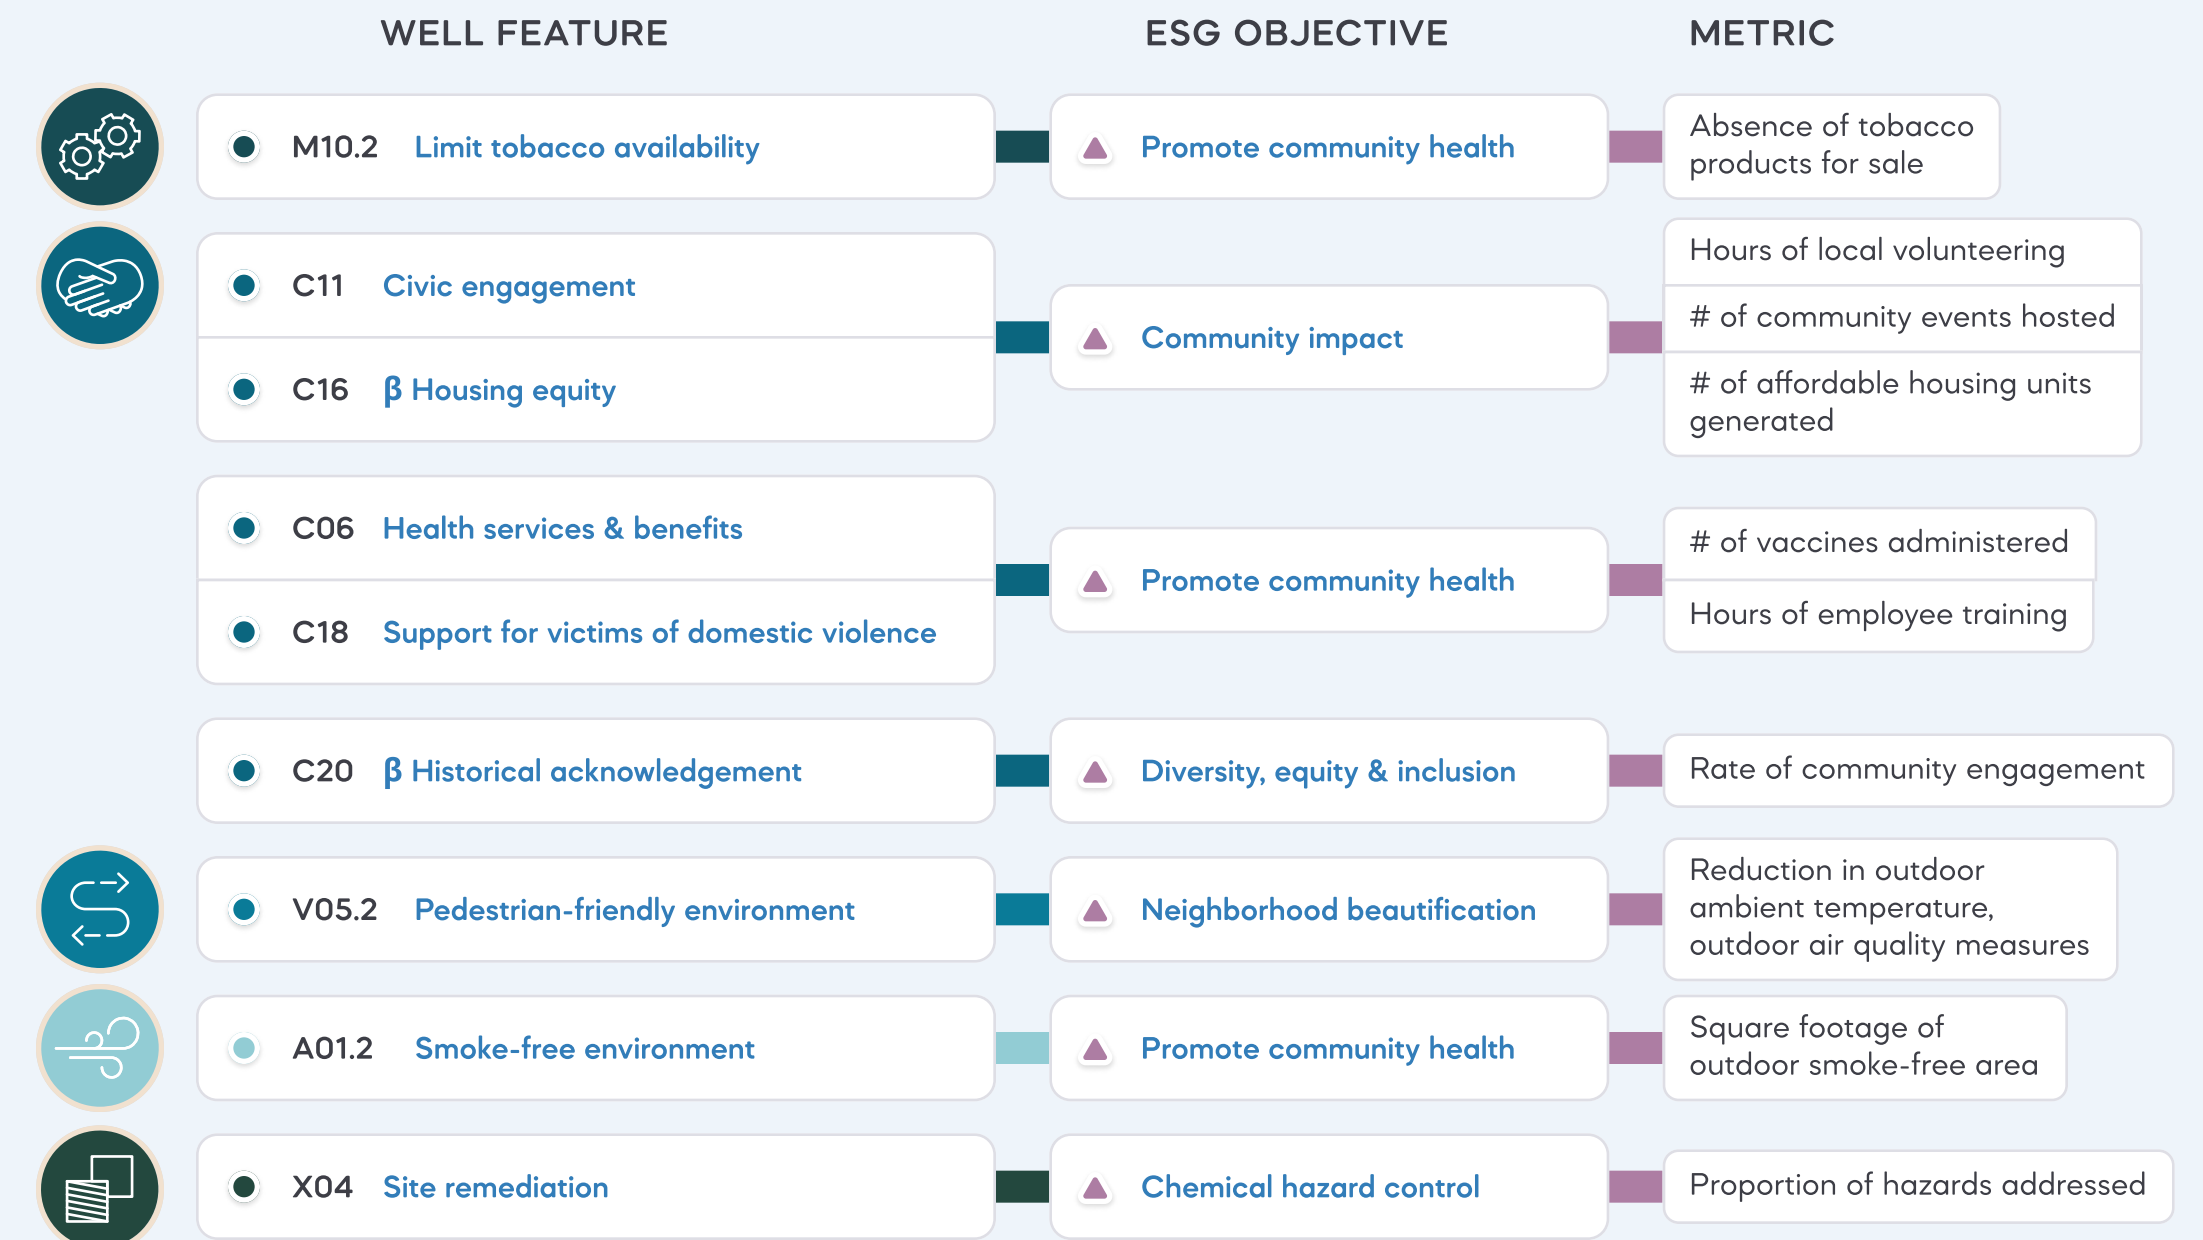 WELL FEATURE ESG OBJECTIVE METRIC
M10.2 Limit tobacco availability
Promote community health
Absence of tobacco
products for sale
C11 Civic engagement
C16 β Housing equity
Community impact
Hours of local volunteering
# of community events hosted
# of affordable housing units
generated
C06 Health services & benefits
C18 Support for victims of domestic violence
Promote community health
# of vaccines administered
Hours of employee training
C20 β Historical acknowledgement
Diversity, equity & inclusion
Rate of community engagement
V05.2 Pedestrian-friendly environment
Neighborhood beautification
Reduction in outdoor
ambient temperature,
outdoor air quality measures
A01.2 Smoke-free environment
Promote community health
Square footage of
outdoor smoke-free area
X04 Site remediation
Chemical hazard control
Proportion of hazards addressed